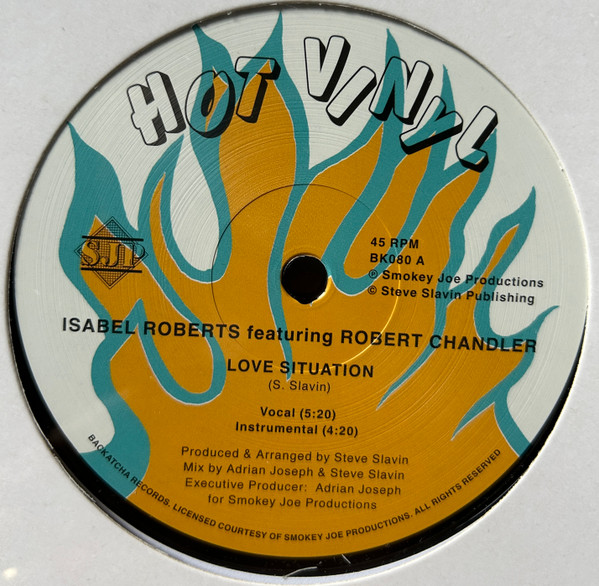 HOT VINYL
SJP
45 RPM
BK080 A
℗ Smokey Joe Productions
© Steve Slavin Publishing
ISABEL ROBERTS featuring ROBERT CHANDLER
LOVE SITUATION
(S. Slavin)
Vocal (5:20)
Instrumental (4:20)
Produced & Arranged by Steve Slavin
Mix by Adrian Joseph & Steve Slavin
Executive Producer: Adrian Joseph
for Smokey Joe Productions
BACKATCHA RECORDS. LICENSED COURTESY OF SMOKEY JOE PRODUCTIONS. ALL RIGHTS RESERVED